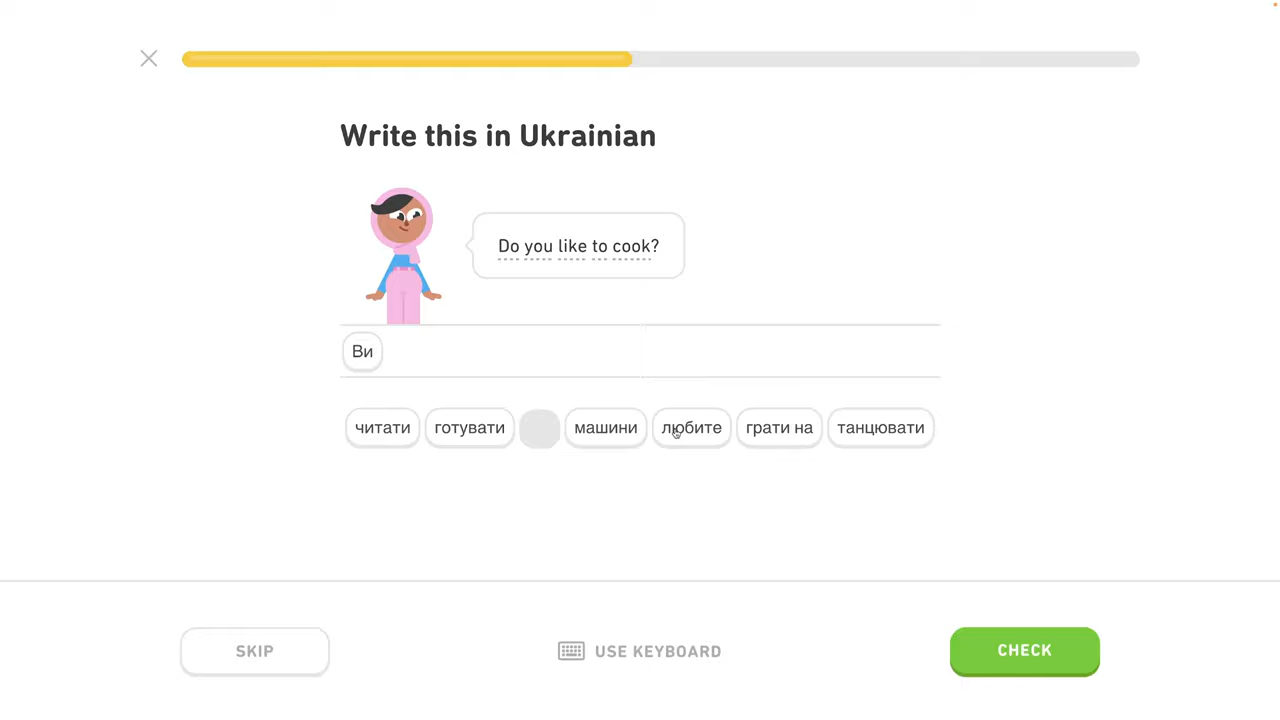 Write this in Ukrainian
Do you like to cook?
Ви
читати готувати машини любите грати на танцювати
SKIP USE KEYBOARD CHECK